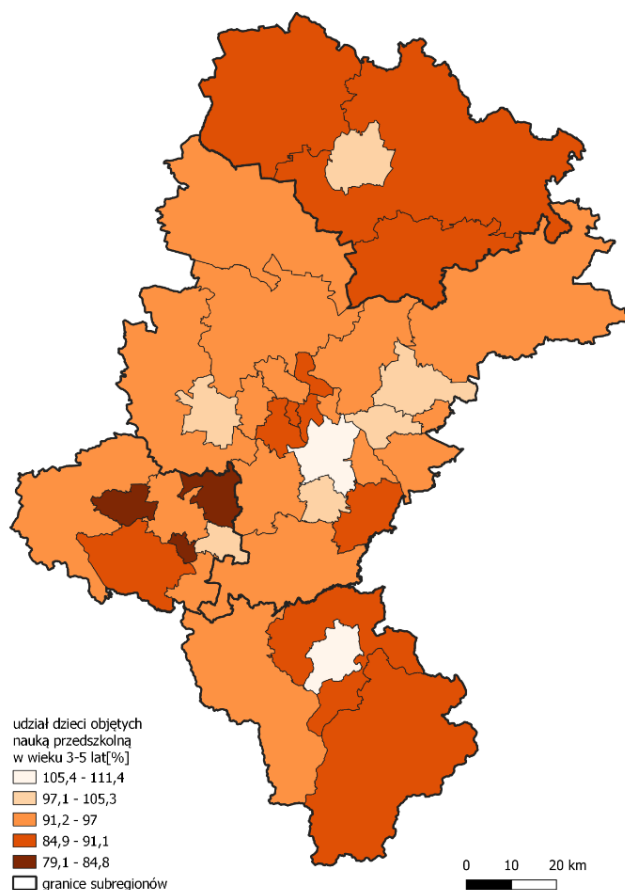 udział dzieci objętych
nauką przedszkolną
w wieku 3-5 lat[%]
105,4 - 111,4
97,1 - 105,3
91,2 - 97
84,9 - 91,1
79,1 - 84,8
granice subregionów
0 10 20 km